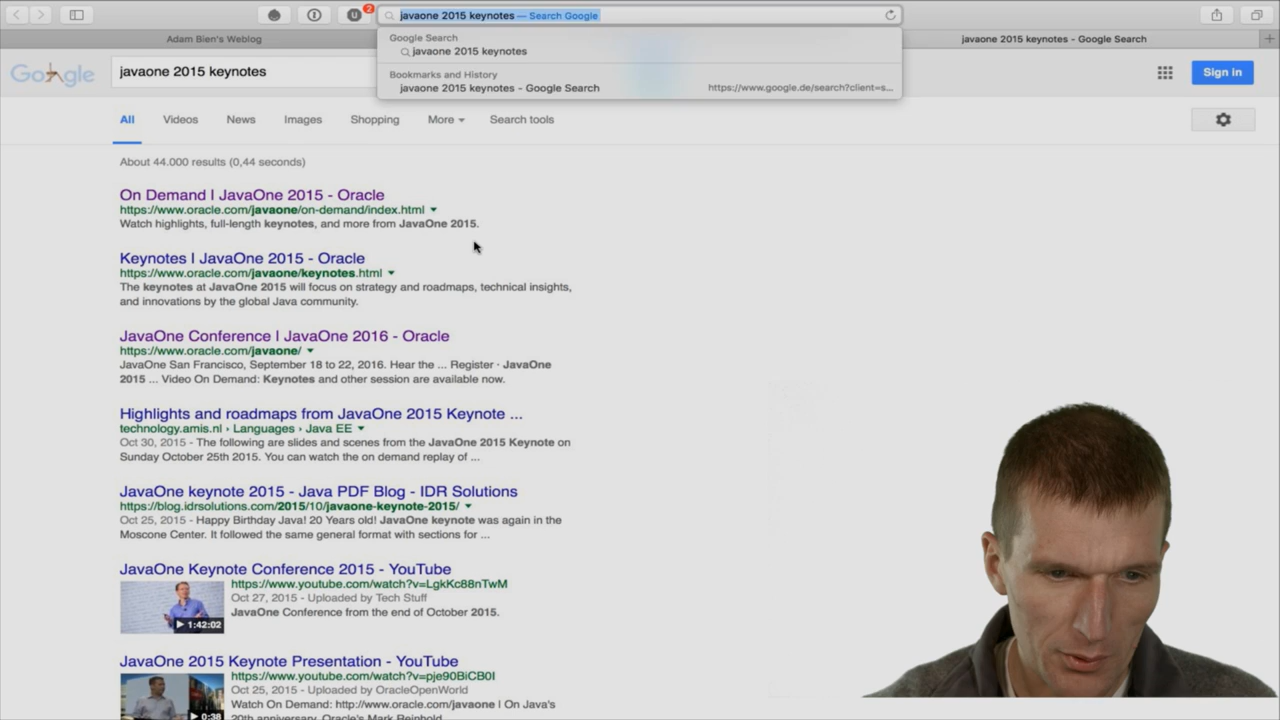 2
javaone 2015 keynotes — Search Google
Google Search
javaone 2015 keynotes
Bookmarks and History
javaone 2015 keynotes - Google Search https://www.google.de/search?client=s...
Adam Bien's Weblog
javaone 2015 keynotes - Google Search
Google
javaone 2015 keynotes
Sign in
All Videos News Images Shopping More Search tools
About 44.000 results (0,44 seconds)
On Demand | JavaOne 2015 - Oracle
https://www.oracle.com/javaone/on-demand/index.html
Watch highlights, full-length keynotes, and more from JavaOne 2015.
Keynotes | JavaOne 2015 - Oracle
https://www.oracle.com/javaone/keynotes.html
The keynotes at JavaOne 2015 will focus on strategy and roadmaps, technical insights,
and innovations by the global Java community.
JavaOne Conference | JavaOne 2016 - Oracle
https://www.oracle.com/javaone/
JavaOne San Francisco, September 18 to 22, 2016. Hear the ... Register · JavaOne
2015 ... Video On Demand: Keynotes and other session are available now.
Highlights and roadmaps from JavaOne 2015 Keynote ...
technology.amis.nl › Languages › Java EE
Oct 30, 2015 - The following are slides and scenes from the JavaOne 2015 Keynote on
Sunday October 25th 2015. You can watch the on demand replay of ...
JavaOne keynote 2015 - Java PDF Blog - IDR Solutions
https://blog.idrsolutions.com/2015/10/javaone-keynote-2015/
Oct 25, 2015 - Happy Birthday Java! 20 Years old! JavaOne keynote was again in the
Moscone Center. It followed the same general format with sections for ...
JavaOne Keynote Conference 2015 - YouTube
https://www.youtube.com/watch?v=LgkKc88nTwM
Oct 27, 2015 - Uploaded by Tech Stuff
JavaOne Conference from the end of October 2015.
1:42:02
JavaOne 2015 Keynote Presentation - YouTube
https://www.youtube.com/watch?v=pje90BiCB0I
Oct 25, 2015 - Uploaded by OracleOpenWorld
Watch On Demand: http://www.oracle.com/javaone | On Java's
20th anniversary, Oracle's Mark Reinhold